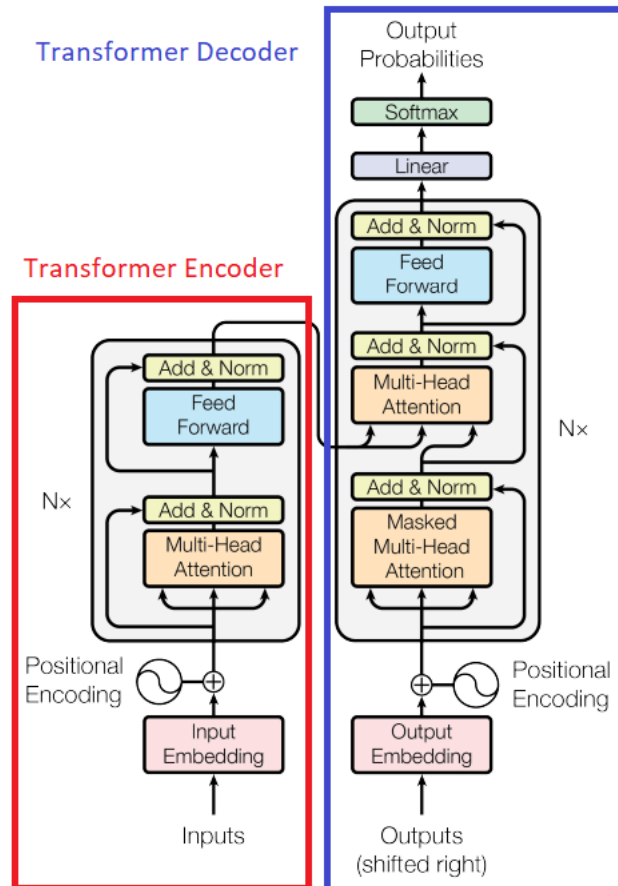 Transformer Decoder
Output
Probabilities
Softmax
Linear
Add & Norm
Feed
Forward
Add & Norm
Multi-Head
Attention
N×
Add & Norm
Masked
Multi-Head
Attention
Positional
Encoding
Output
Embedding
Outputs
(shifted right)
Transformer Encoder
Add & Norm
Feed
Forward
N×
Add & Norm
Multi-Head
Attention
Positional
Encoding
Input
Embedding
Inputs